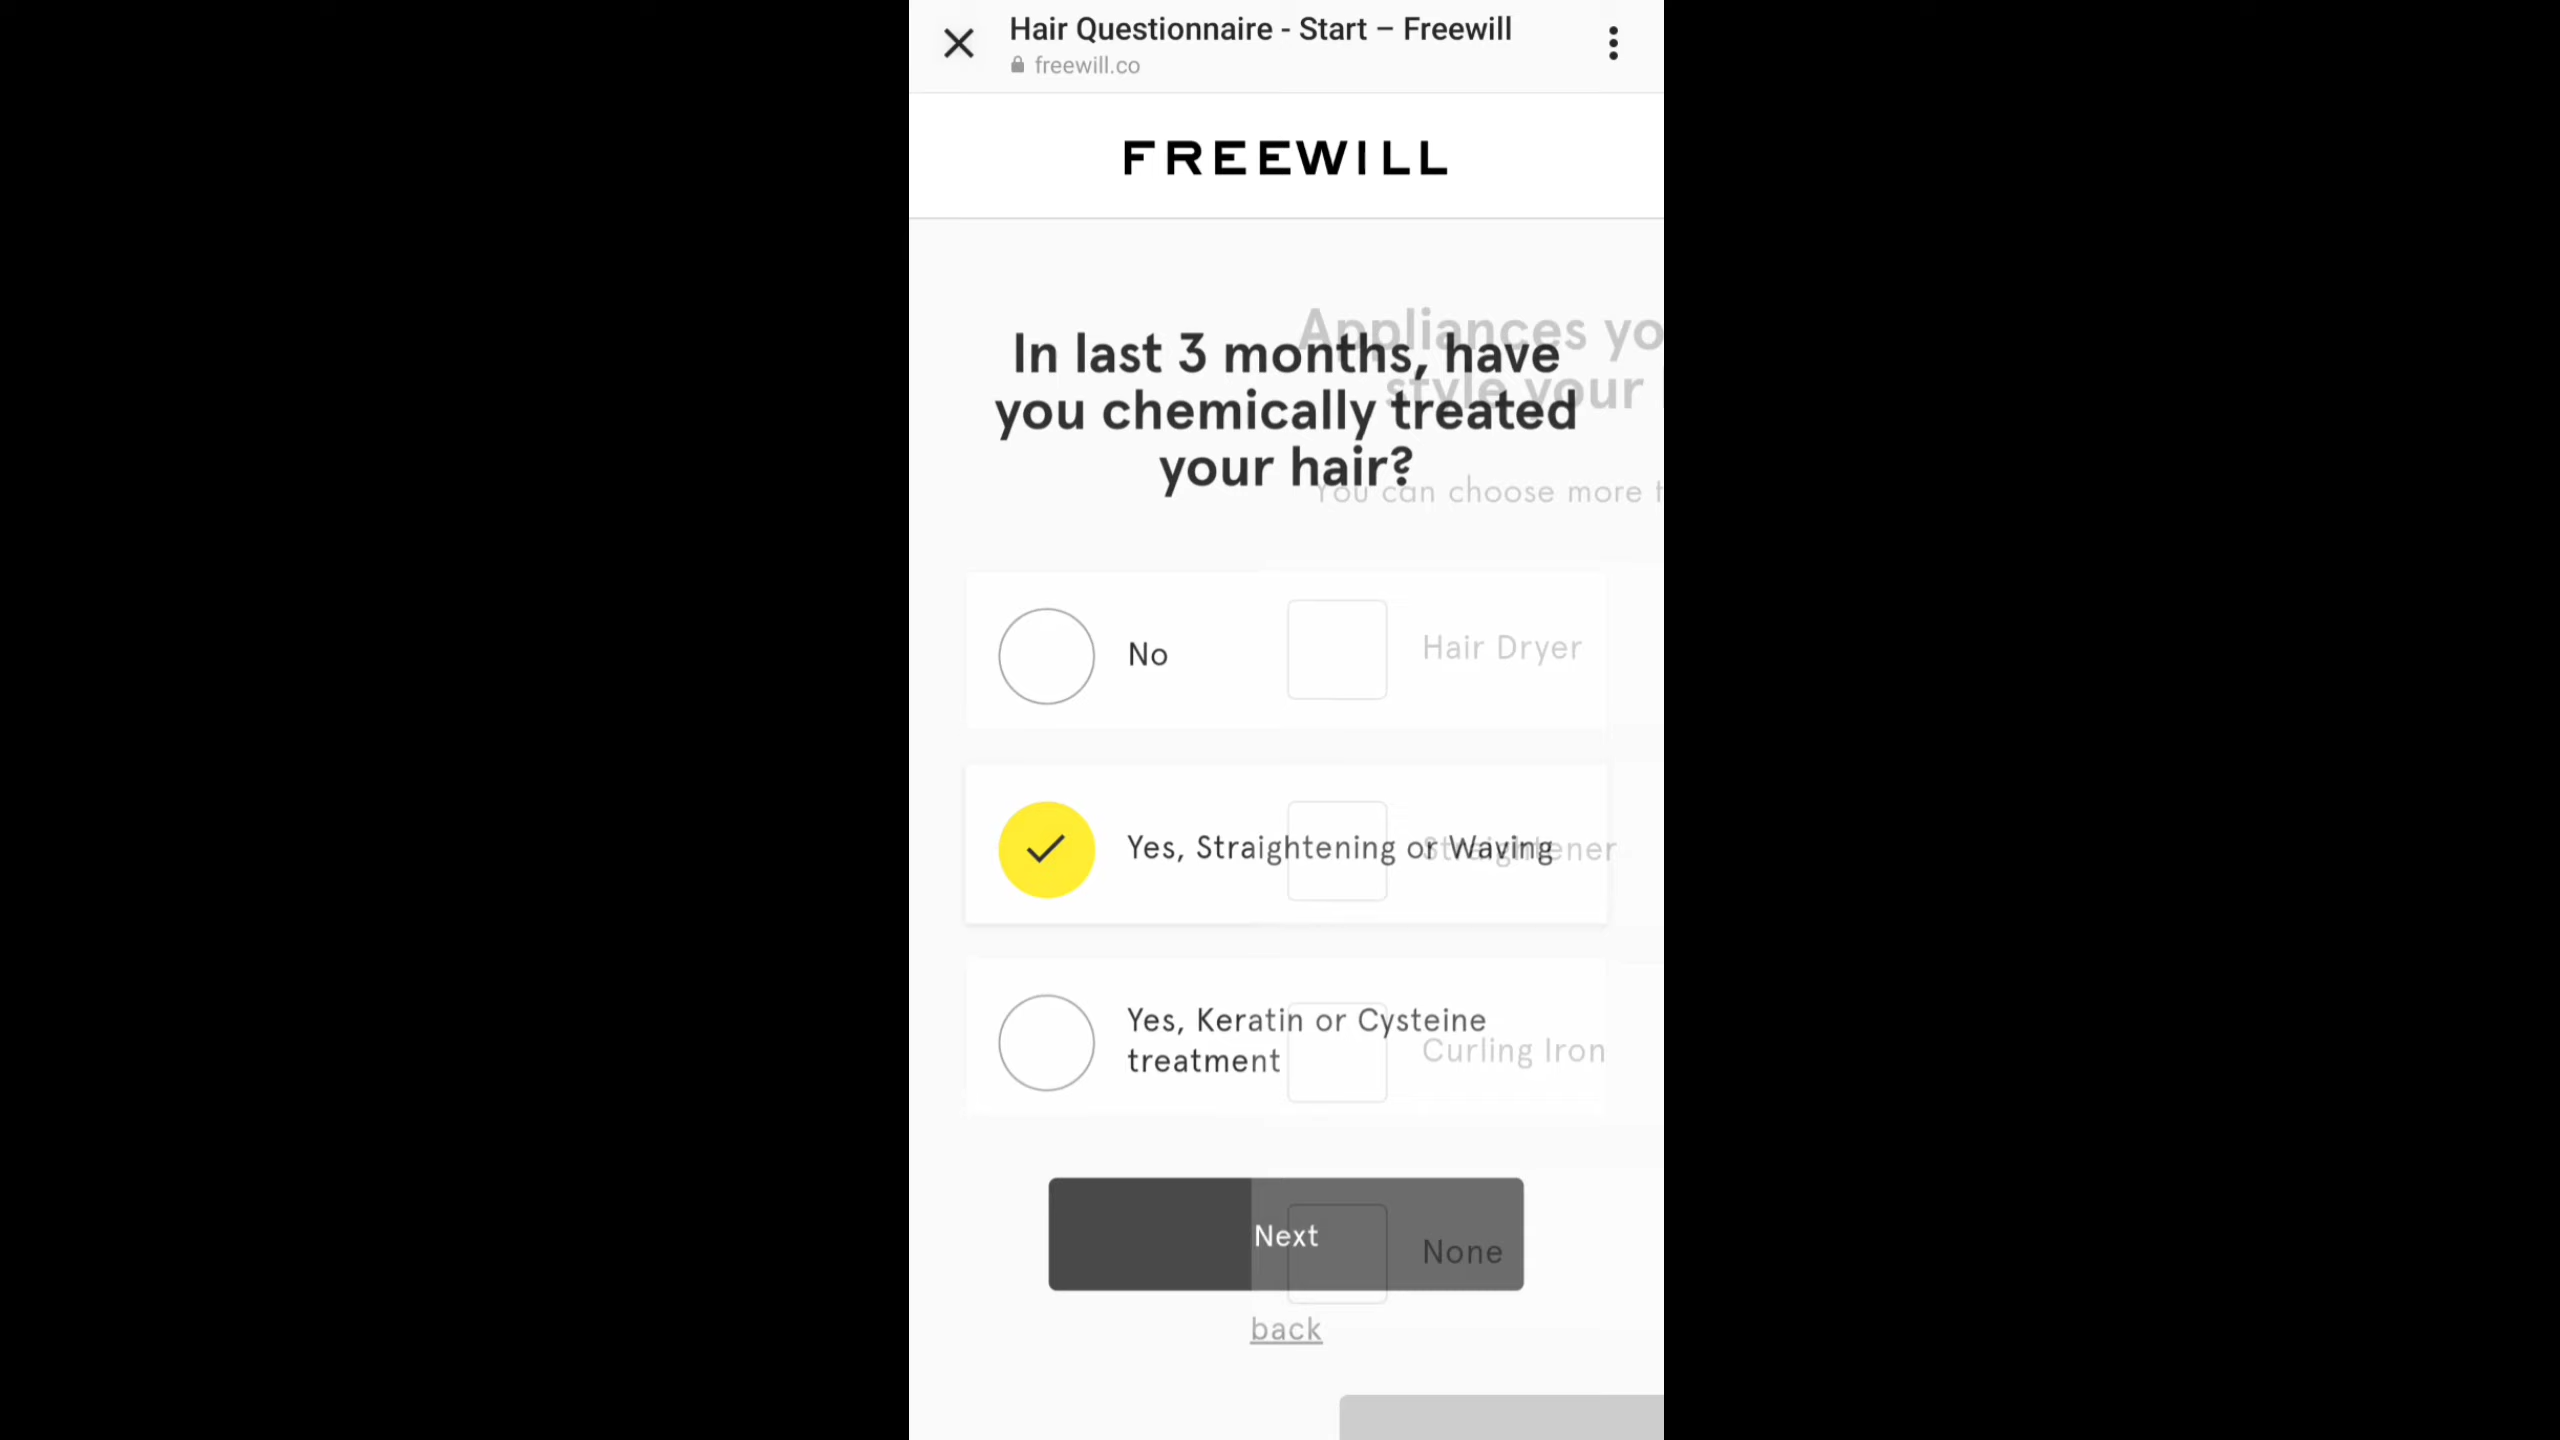 Hair Questionnaire - Start – Freewill
freewill.co
FREEWILL
In last 3 months, have
you chemically treated
your hair?
Appliances yo
style your
You can choose more t
No
Hair Dryer
Yes, Straightening or Waving
Straightener
Yes, Keratin or Cysteine
treatment
Curling Iron
Next
None
back